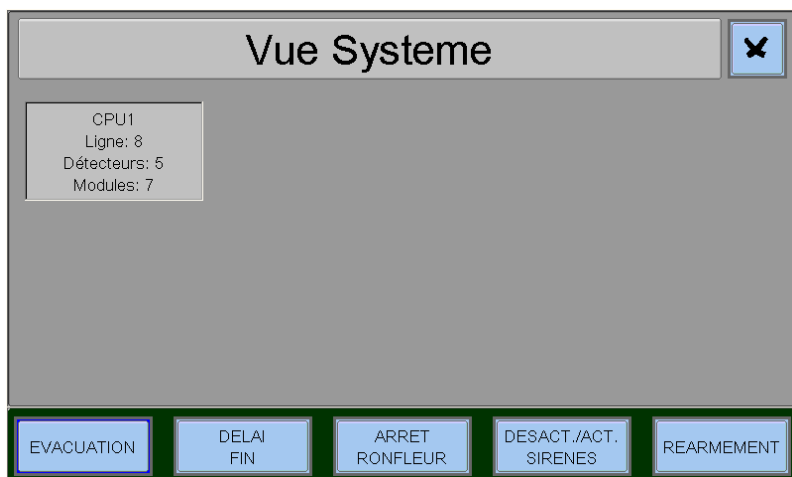 Vue Systeme
CPU1
Ligne: 8
Détecteurs: 5
Modules: 7
EVACUATION
DELAI
FIN
ARRET
RONFLEUR
DESACT./ACT.
SIRENES
REARMEMENT